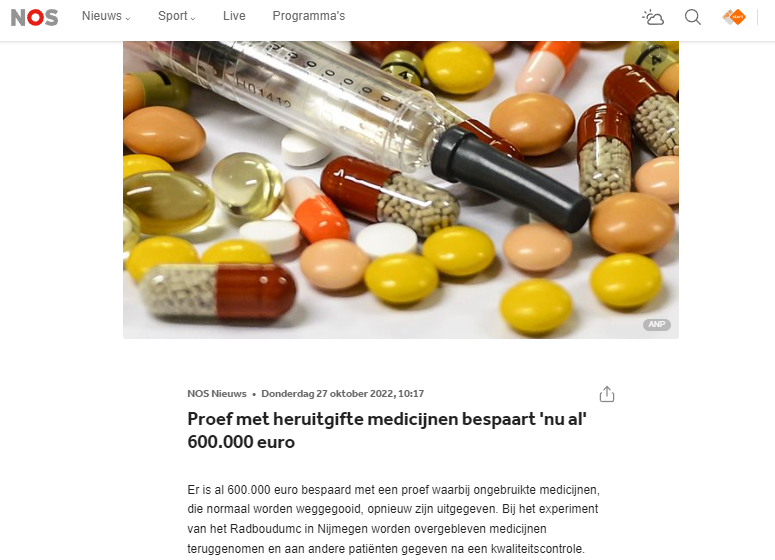 NOS Nieuws Sport Live Programma's start
4
H01412
ANP
NOS Nieuws • Donderdag 27 oktober 2022, 10:17
Proef met heruitgifte medicijnen bespaart 'nu al'
600.000 euro
Er is al 600.000 euro bespaard met een proef waarbij ongebruikte medicijnen,
die normaal worden weggegooid, opnieuw zijn uitgegeven. Bij het experiment
van het Radboudumc in Nijmegen worden overgebleven medicijnen
teruggenomen en aan andere patiënten gegeven na een kwaliteitscontrole.